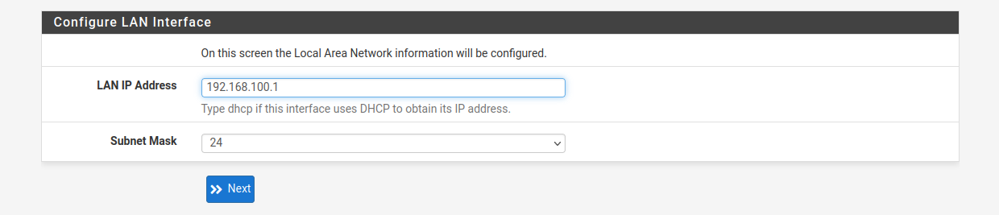 Configure LAN Interface
On this screen the Local Area Network information will be configured.
LAN IP Address
192.168.100.1
Type dhcp if this interface uses DHCP to obtain its IP address.
Subnet Mask
24
Next